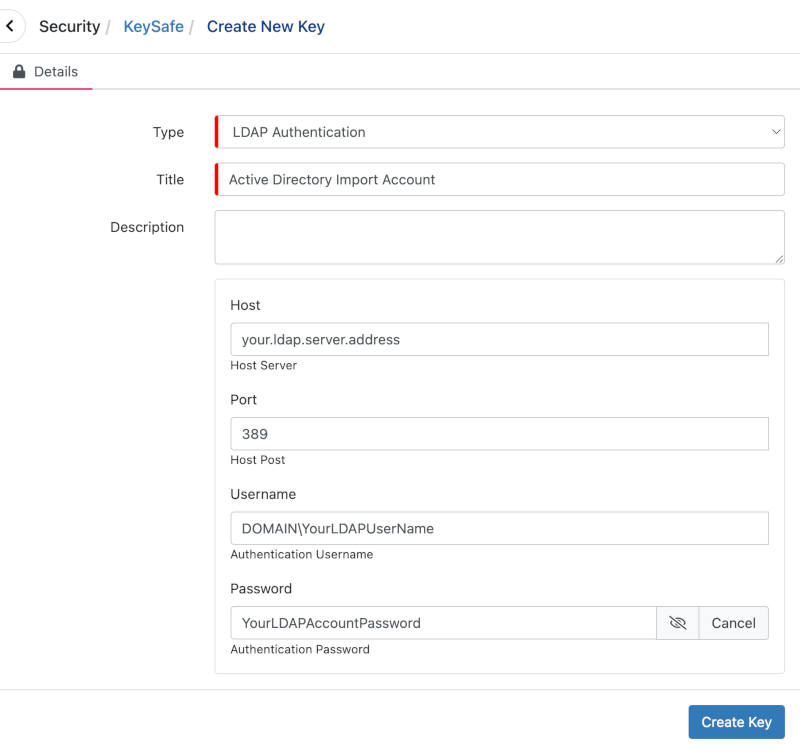 Security / KeySafe / Create New Key
Details
Type
LDAP Authentication
Title
Active Directory Import Account
Description
Host
your.ldap.server.address
Host Server
Port
389
Host Post
Username
DOMAIN\YourLDAPUserName
Authentication Username
Password
YourLDAPAccountPassword
Cancel
Authentication Password
Create Key